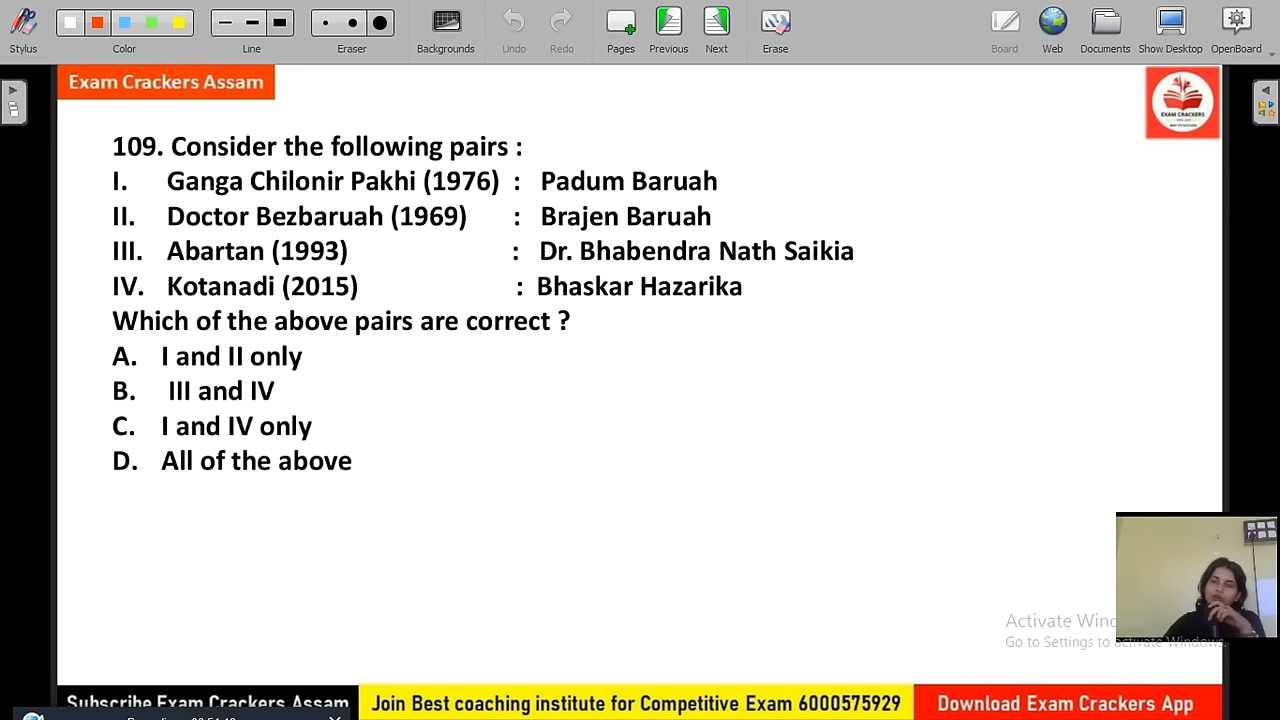 Stylus
Color
Line
Eraser
Backgrounds
Undo
Redo
Pages
Previous
Next
Erase
Board
Web
Documents
Show Desktop
OpenBoard
Exam Crackers Assam
EXAM CRACKERS
109. Consider the following pairs :
I. Ganga Chilonir Pakhi (1976) : Padum Baruah
II. Doctor Bezbaruah (1969) : Brajen Baruah
III. Abartan (1993) : Dr. Bhabendra Nath Saikia
IV. Kotanadi (2015) : Bhaskar Hazarika
Which of the above pairs are correct ?
A. I and II only
B. III and IV
C. I and IV only
D. All of the above
Activate Windows
Go to Settings to activate Windows.
Subscribe Exam Crackers Assam
Join Best coaching institute for Competitive Exam 6000575929
Download Exam Crackers App